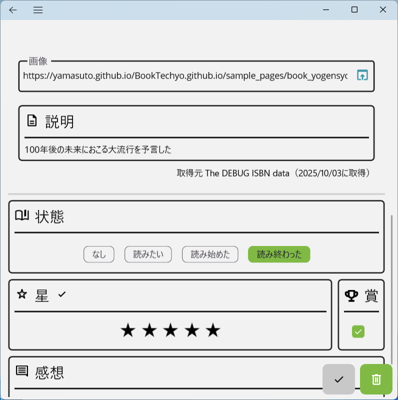 画像
https://yamasuto.github.io/BookTechyo.github.io/sample_pages/book_yogensyo
説明
100年後の未来におこる大流行を予言した
取得元 The DEBUG ISBN data（2025/10/03に取得）
状態
なし 読みたい 読み始めた 読み終わった
星 賞
★★★★★
感想